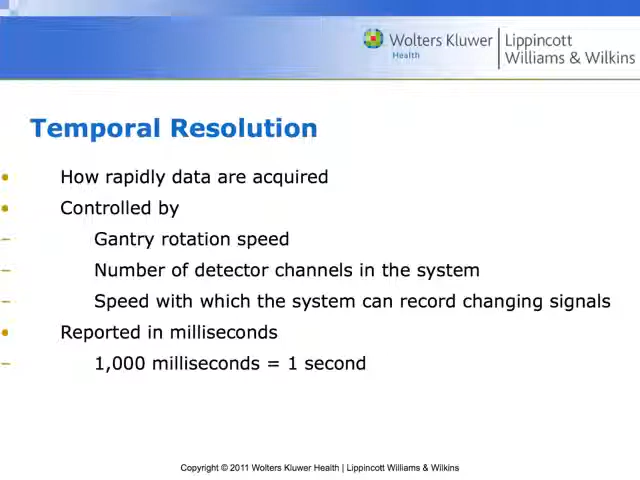 Wolters Kluwer
Health
Lippincott
Williams & Wilkins
Temporal Resolution
• How rapidly data are acquired
• Controlled by
– Gantry rotation speed
– Number of detector channels in the system
– Speed with which the system can record changing signals
• Reported in milliseconds
– 1,000 milliseconds = 1 second
Copyright © 2011 Wolters Kluwer Health | Lippincott Williams & Wilkins